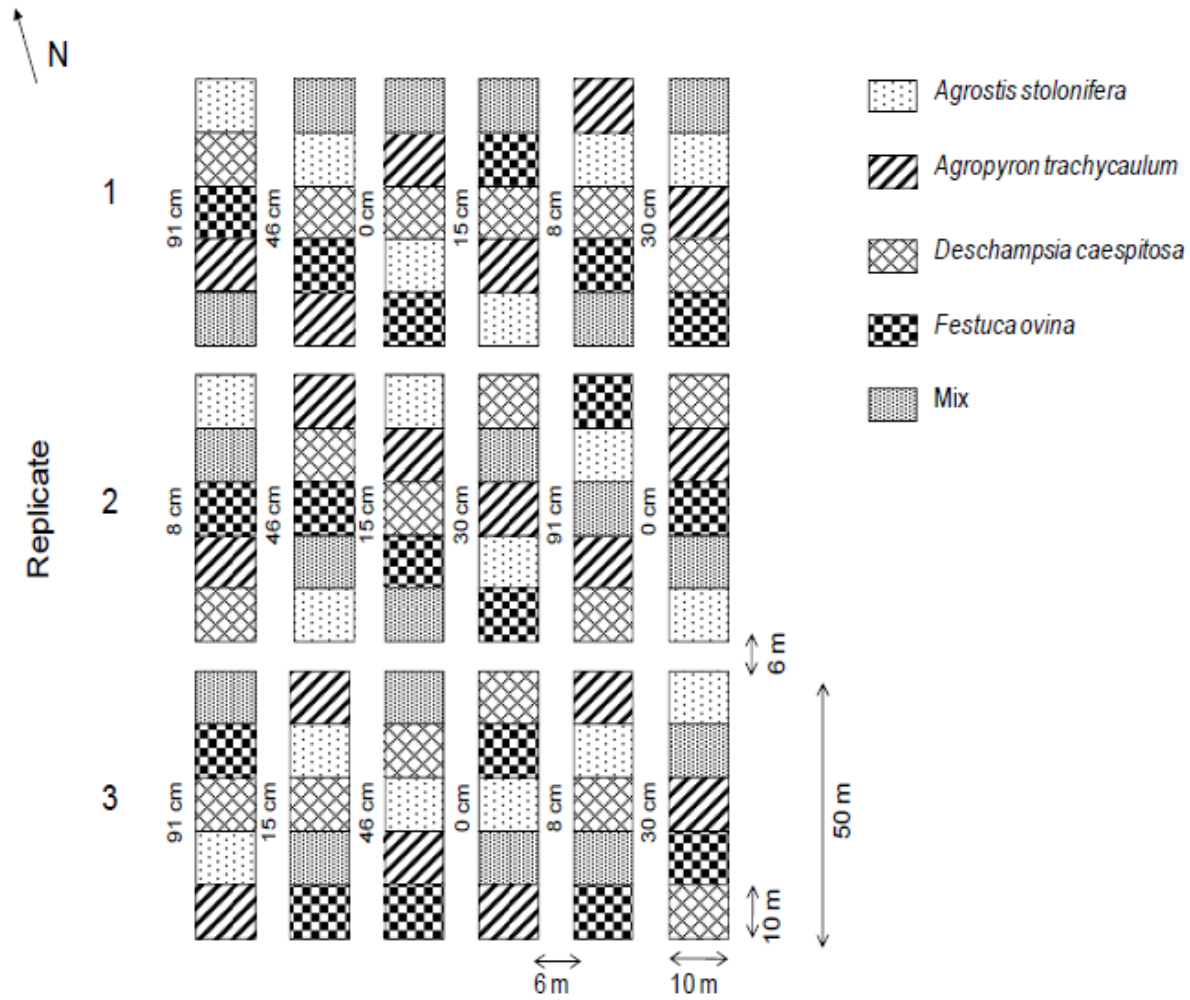 N
Agrostis stolonifera
Agropyron trachycaulum
Deschampsia caespitosa
Festuca ovina
Mix
Replicate
1
91 cm
46 cm
0 cm
15 cm
8 cm
30 cm
2
8 cm
46 cm
15 cm
30 cm
91 cm
0 cm
3
91 cm
15 cm
46 cm
0 cm
8 cm
30 cm
6 m
50 m
10 m
6 m
10 m